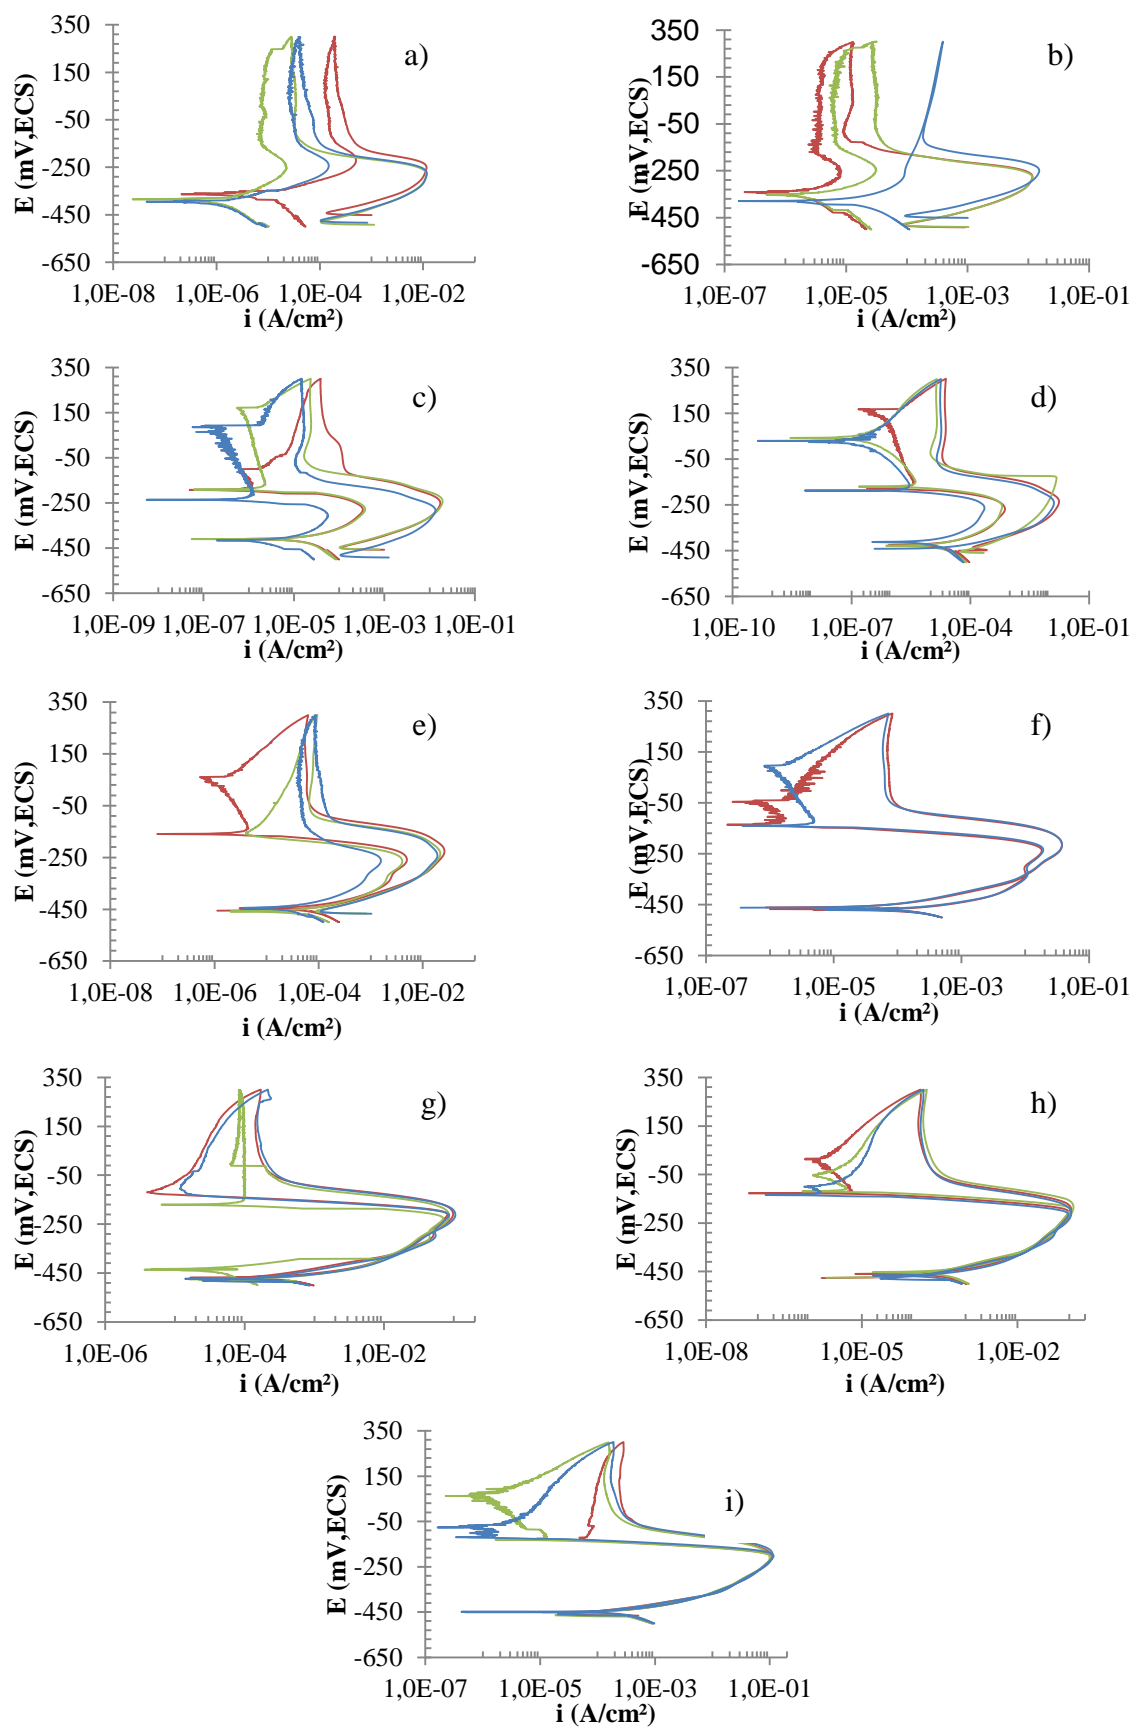 a)
350
150
-50
-250
-450
-650
E (mV,ECS)
1,0E-08 1,0E-06 1,0E-04 1,0E-02
i (A/cm²)
b)
350
150
-50
-250
-450
-650
E (mV,ECS)
1,0E-07 1,0E-05 1,0E-03 1,0E-01
i (A/cm²)
c)
350
150
-50
-250
-450
-650
E (mV,ECS)
1,0E-09 1,0E-07 1,0E-05 1,0E-03 1,0E-01
i (A/cm²)
d)
350
150
-50
-250
-450
-650
E (mV,ECS)
1,0E-10 1,0E-07 1,0E-04 1,0E-01
i (A/cm²)
e)
350
150
-50
-250
-450
-650
E (mV,ECS)
1,0E-08 1,0E-06 1,0E-04 1,0E-02
i (A/cm²)
f)
350
150
-50
-250
-450
-650
E (mV,ECS)
1,0E-07 1,0E-05 1,0E-03 1,0E-01
i (A/cm²)
g)
350
150
-50
-250
-450
-650
E (mV,ECS)
1,0E-06 1,0E-04 1,0E-02
i (A/cm²)
h)
350
150
-50
-250
-450
-650
E (mV,ECS)
1,0E-08 1,0E-05 1,0E-02
i (A/cm²)
i)
350
150
-50
-250
-450
-650
E (mV,ECS)
1,0E-07 1,0E-05 1,0E-03 1,0E-01
i (A/cm²)